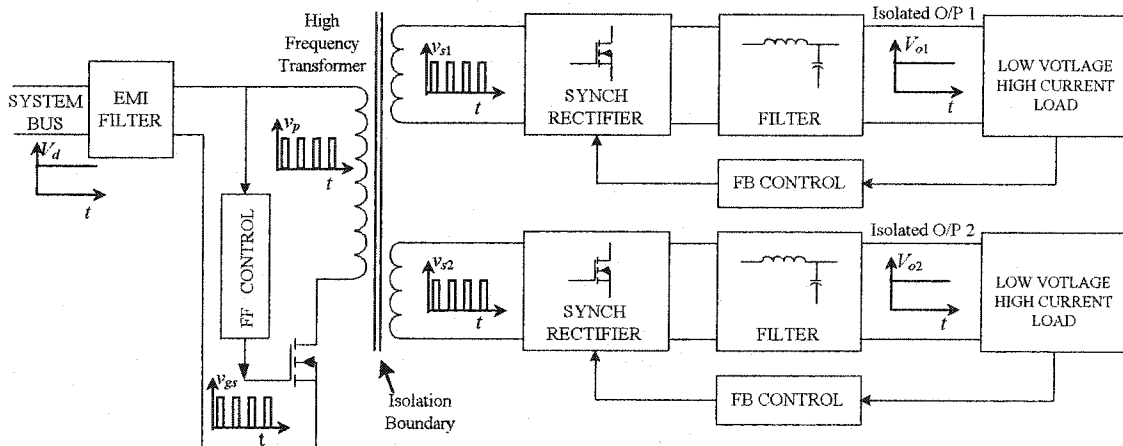 SYSTEM
BUS
V_d
t
EMI
FILTER
FF CONTROL
v_gs
t
v_p
t
High
Frequency
Transformer
Isolation
Boundary
v_s1
t
SYNCH
RECTIFIER
FILTER
Isolated O/P 1
V_o1
t
LOW VOTLAGE
HIGH CURRENT
LOAD
FB CONTROL
v_s2
t
SYNCH
RECTIFIER
FILTER
Isolated O/P 2
V_o2
t
LOW VOTLAGE
HIGH CURRENT
LOAD
FB CONTROL